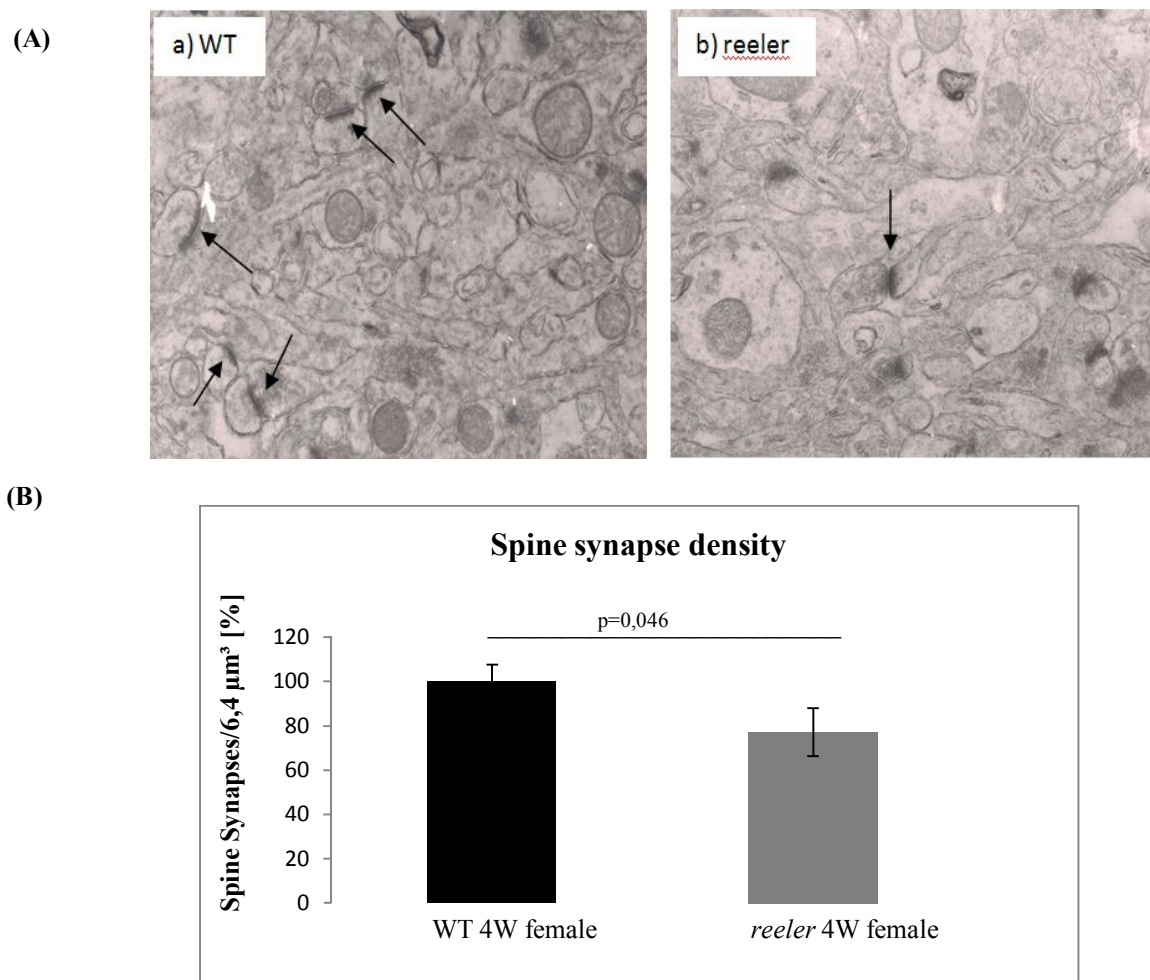 (A)
a) WT
b) reeler
(B)
Spine synapse density
Spine Synapses/6,4 µm³ [%]
p=0,046
120
100
80
60
40
20
0
WT 4W female
reeler 4W female